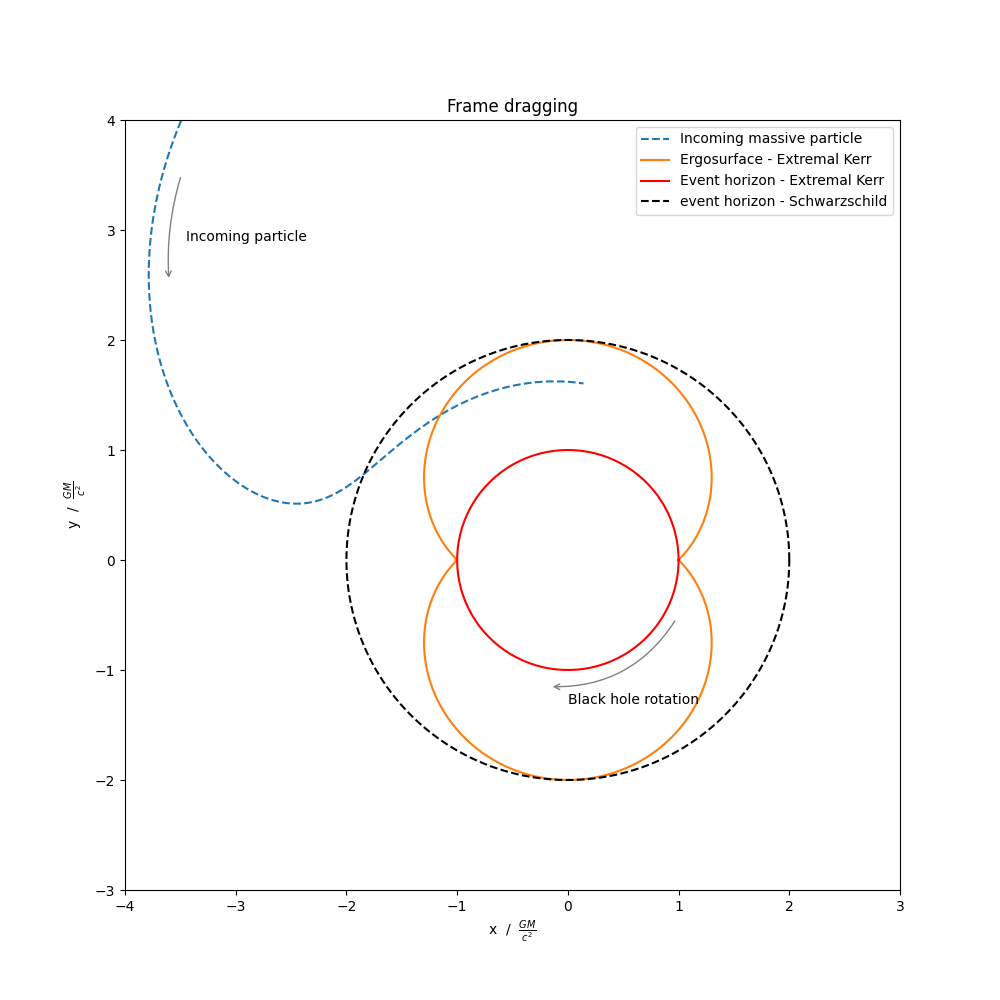 Frame dragging
Incoming massive particle
Ergosurface - Extremal Kerr
Event horizon - Extremal Kerr
event horizon - Schwarzschild
Incoming particle
Black hole rotation
4
3
2
1
0
−1
−2
−3
y / GM/c²
−4 −3 −2 −1 0 1 2 3
x / GM/c²